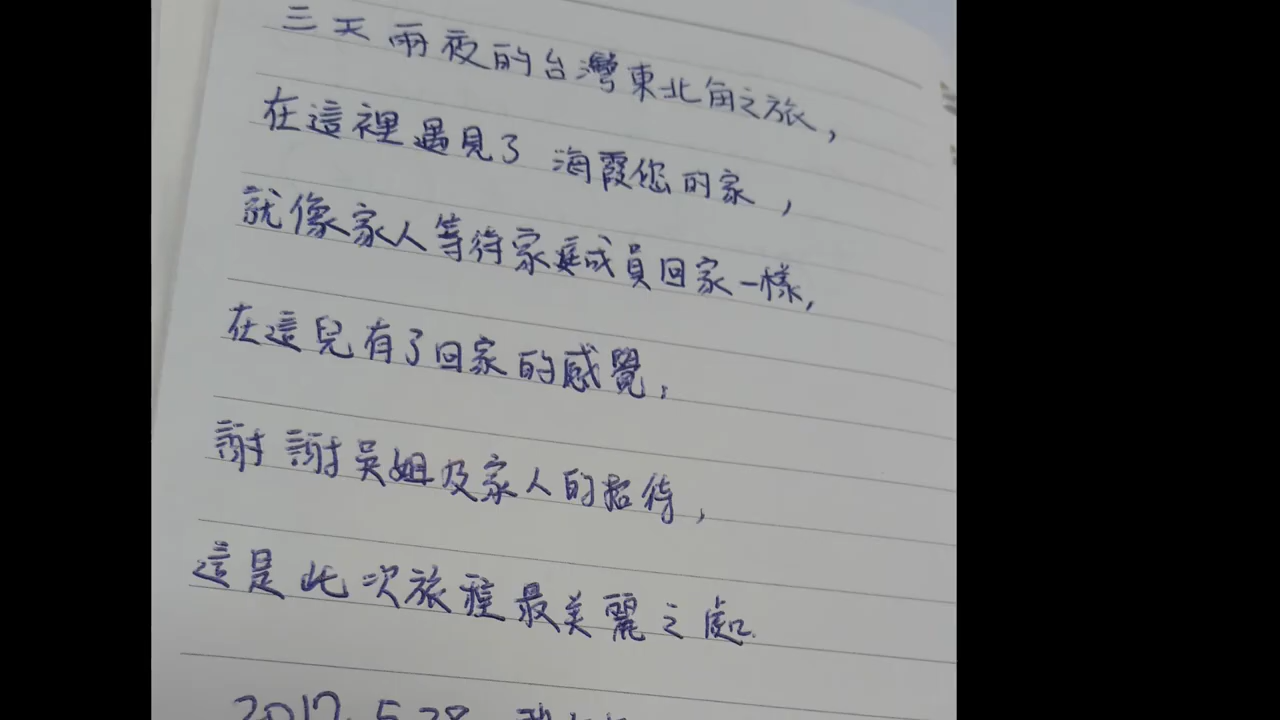 三天兩夜的台灣東北角之旅，
在這裡遇見了 海霞您的家，
就像家人等待家庭成員回家一樣，
在這兒有了回家的感覺，
謝謝吳姐及家人的招待，
這是此次旅程最美麗之處.
2017.5.28